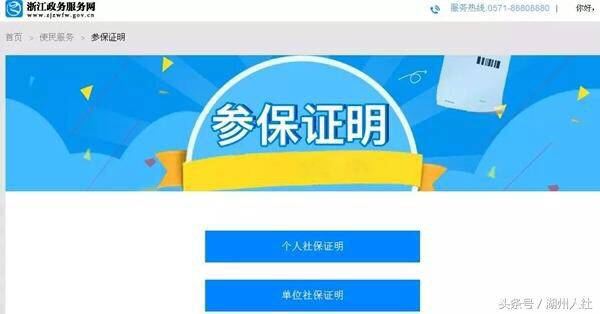 浙江政务服务网
www.zjzwfw.gov.cn
服务热线:0571-88808880
你好,
首页 > 便民服务 > 参保证明
参保证明
个人社保证明
单位社保证明
头条号 / 湖州人社